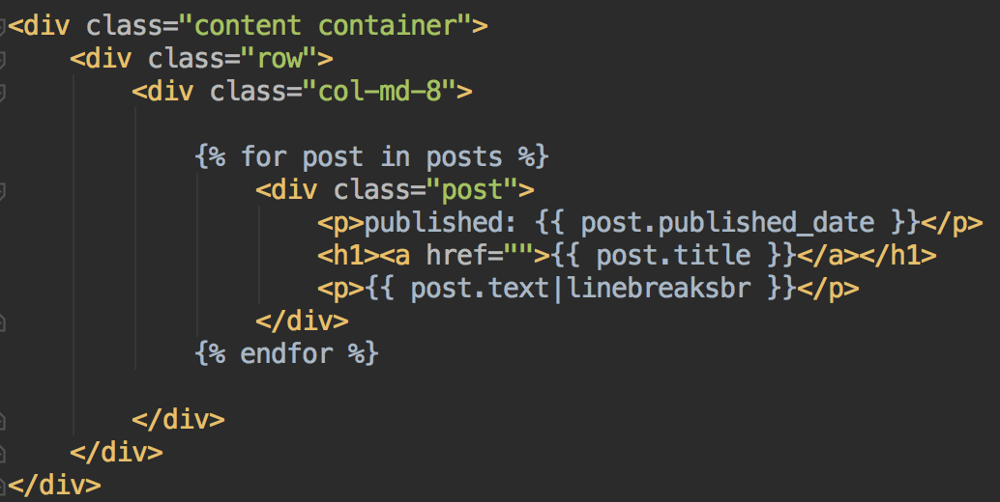 <div class="content container">
    <div class="row">
        <div class="col-md-8">

            {% for post in posts %}
                <div class="post">
                    <p>published: {{ post.published_date }}</p>
                    <h1><a href="">{{ post.title }}</a></h1>
                    <p>{{ post.text|linebreaksbr }}</p>
                </div>
            {% endfor %}

        </div>
    </div>
</div>